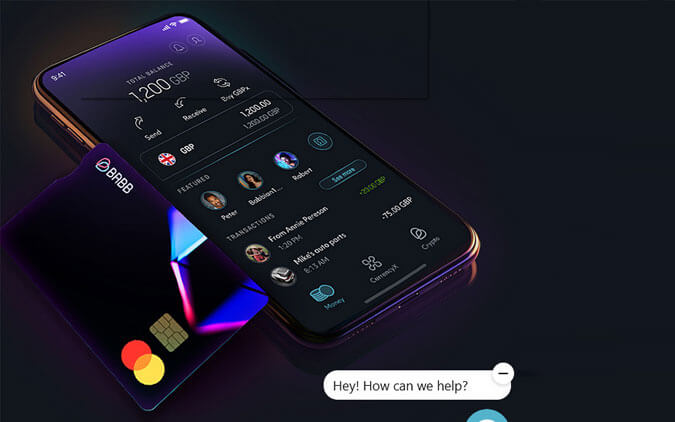 9:41
TOTAL BALANCE
1,200 GBP
Send
Receive
Buy GBPx
GBP
1,200.00
1,200.00 GBP
FEATURED
Peter
Babbian1...
Robert
See more
TRANSACTIONS
From Annie Pereson
1:20 PM
+20.00 GBP
Mike's auto parts
8:13 AM
-75.00 GBP
Money
CurrencyX
Crypto
BABB
Hey! How can we help?